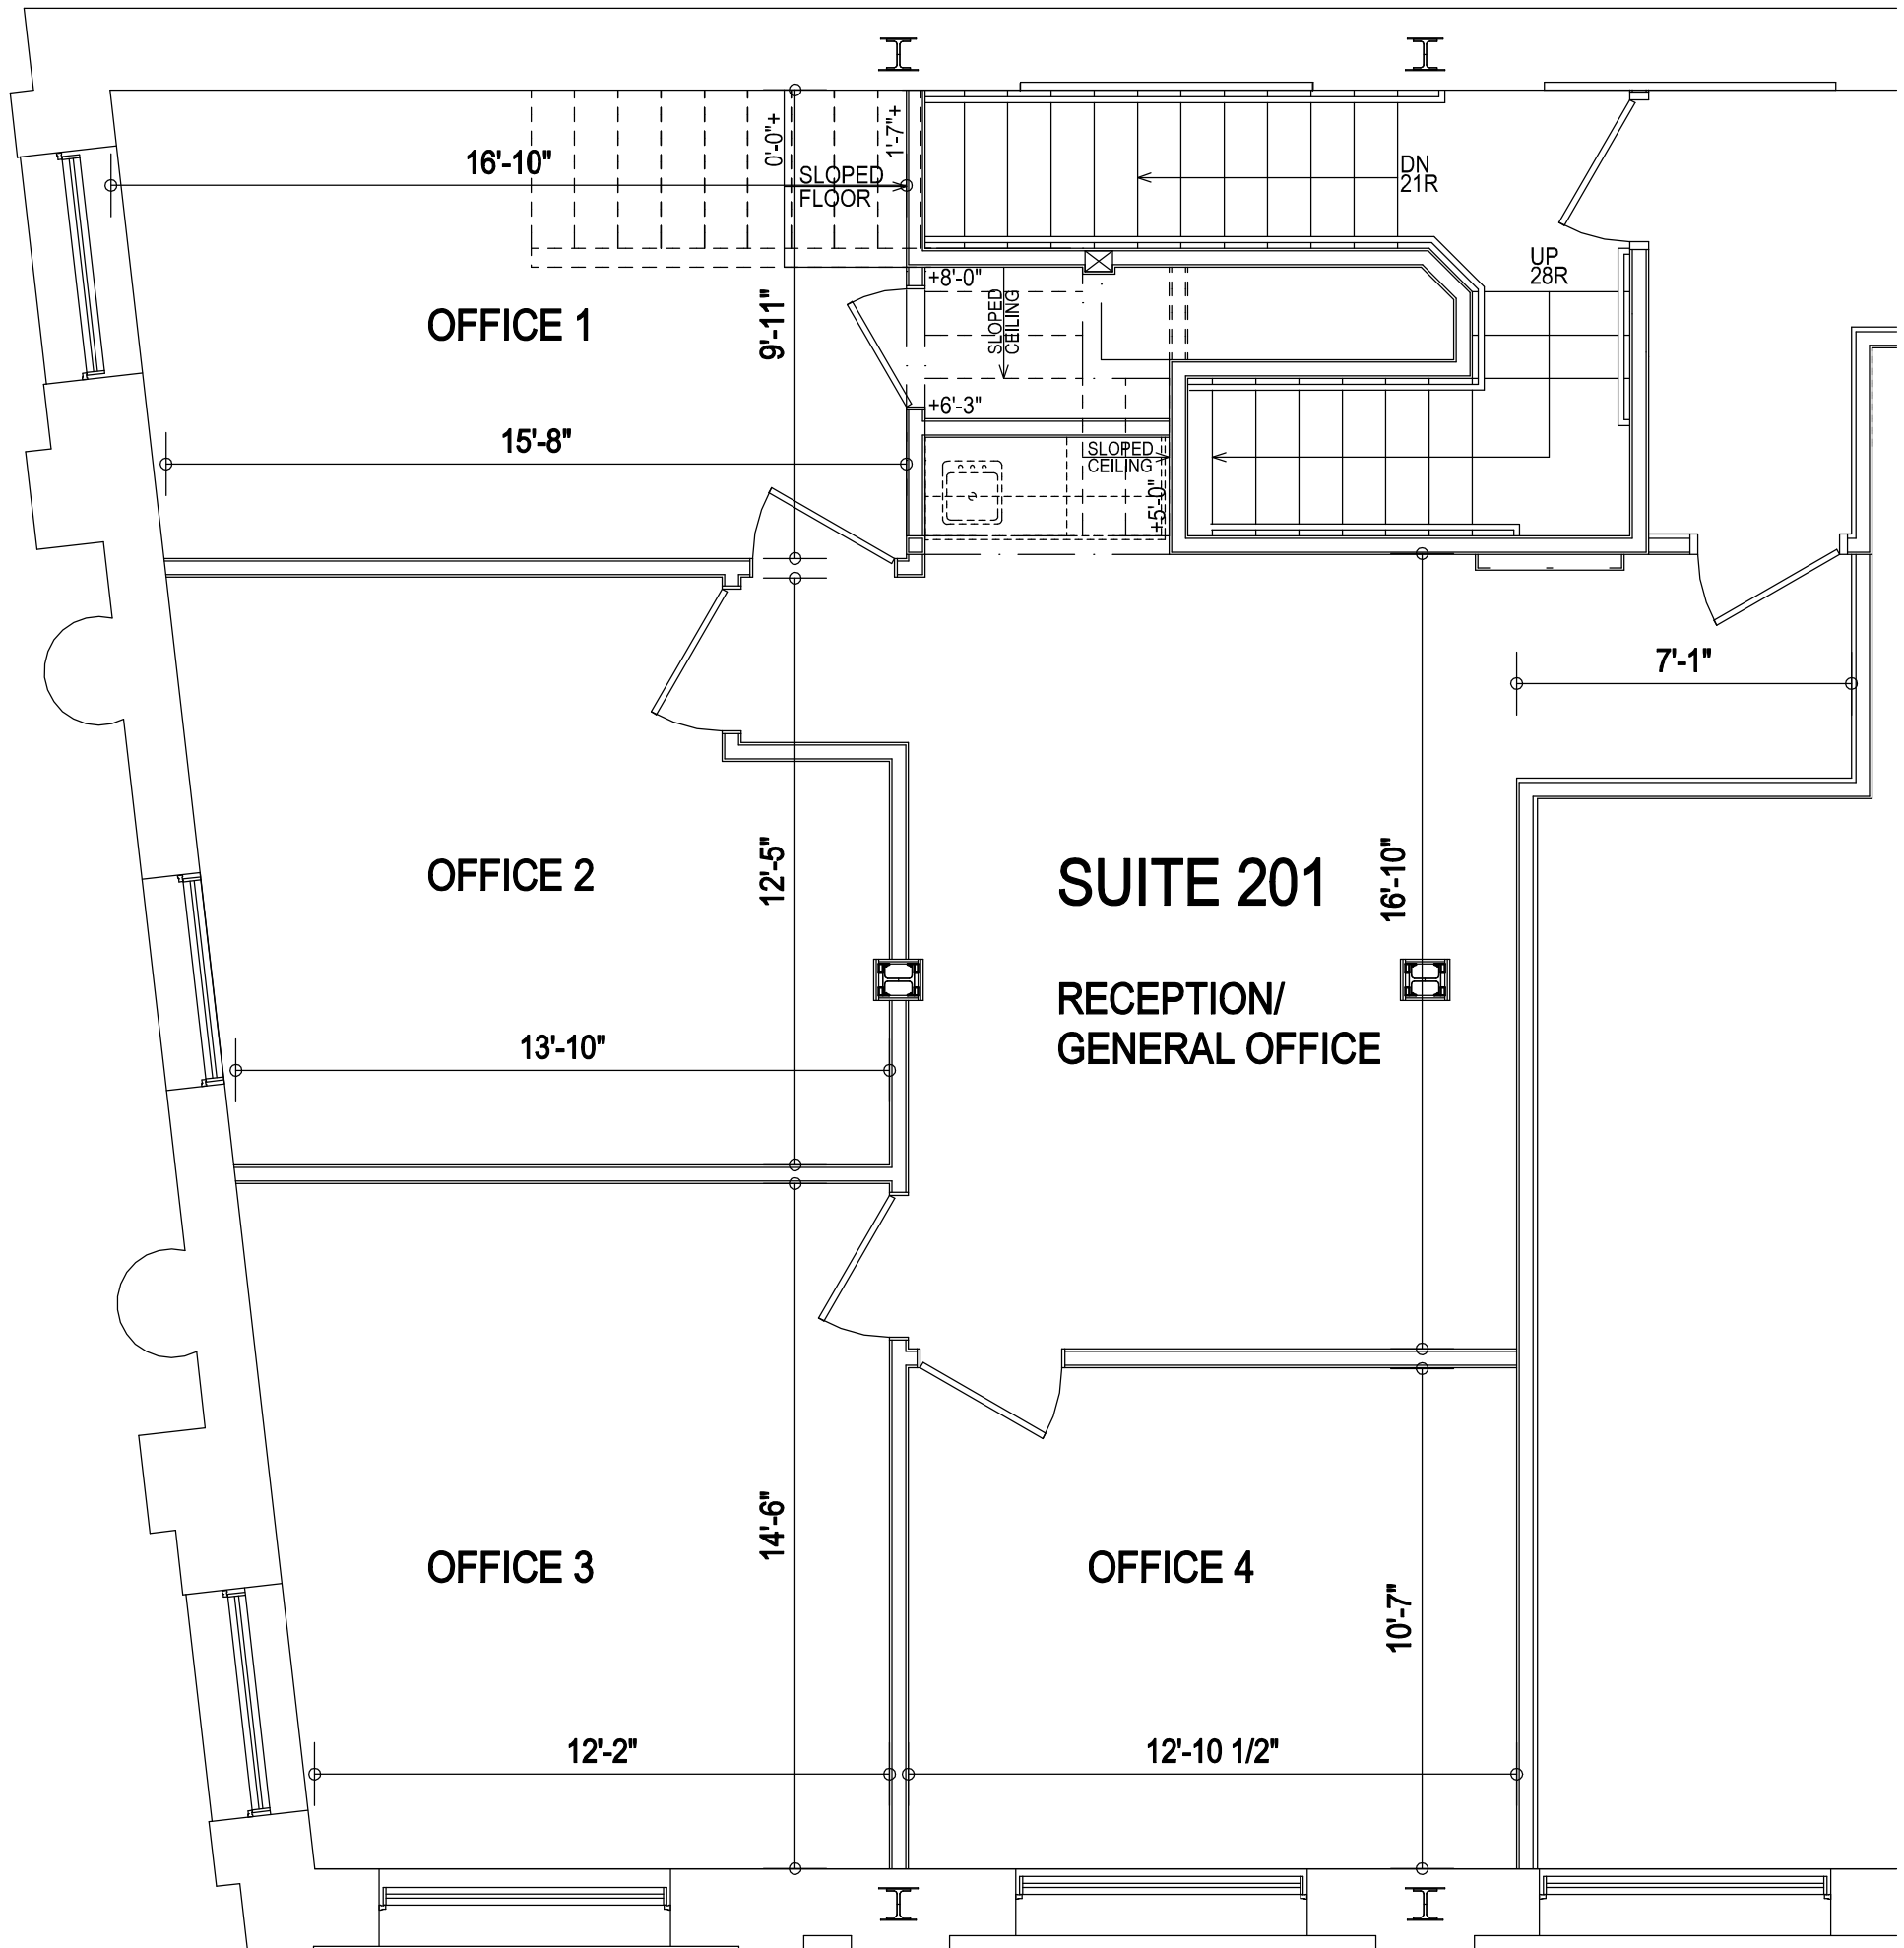 0'-0"+
1'-7"+
16'-10"
SLOPED
FLOOR
DN
21R
UP
28R
+8'-0"
SLOPED
CEILING
OFFICE 1
9'-11"
+6'-3"
15'-8"
SLOPED
CEILING
+5'-0"
7'-1"
OFFICE 2
12'-5"
SUITE 201
16'-10"
RECEPTION/
GENERAL OFFICE
13'-10"
14'-6"
OFFICE 3
OFFICE 4
10'-7"
12'-2"
12'-10 1/2"